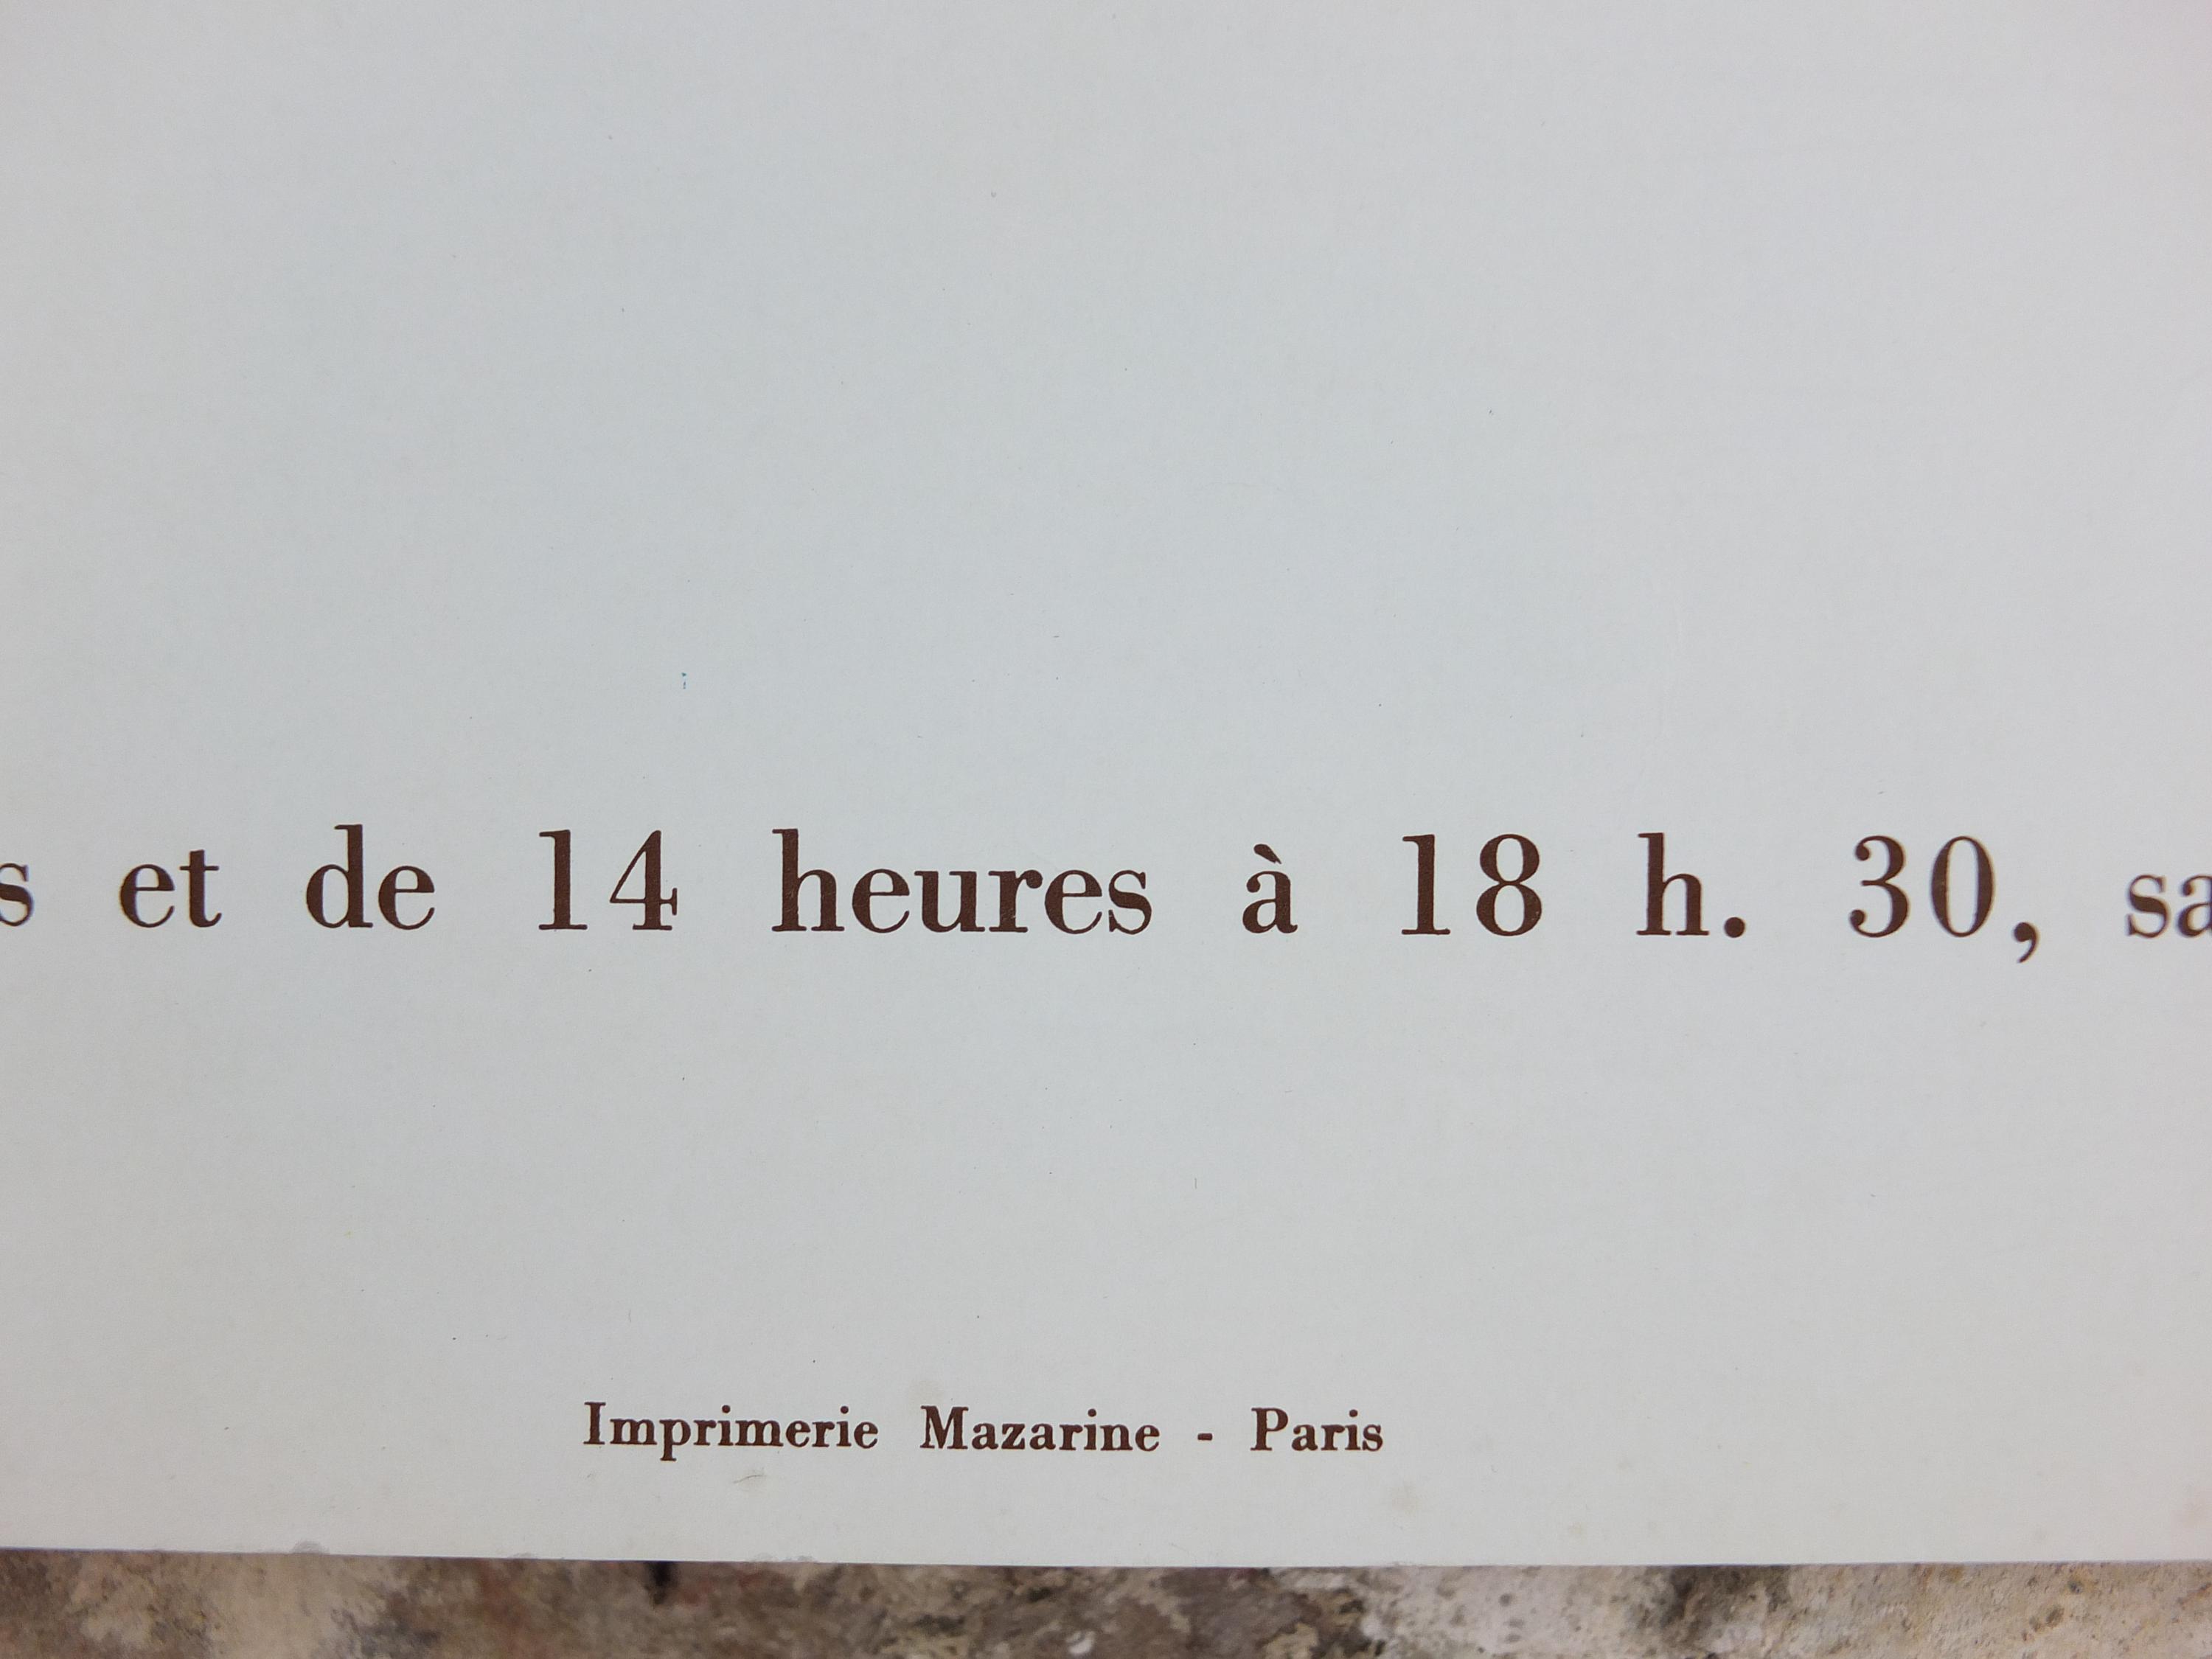 s et de 14 heures à 18 h. 30, sa
Imprimerie Mazarine - Paris